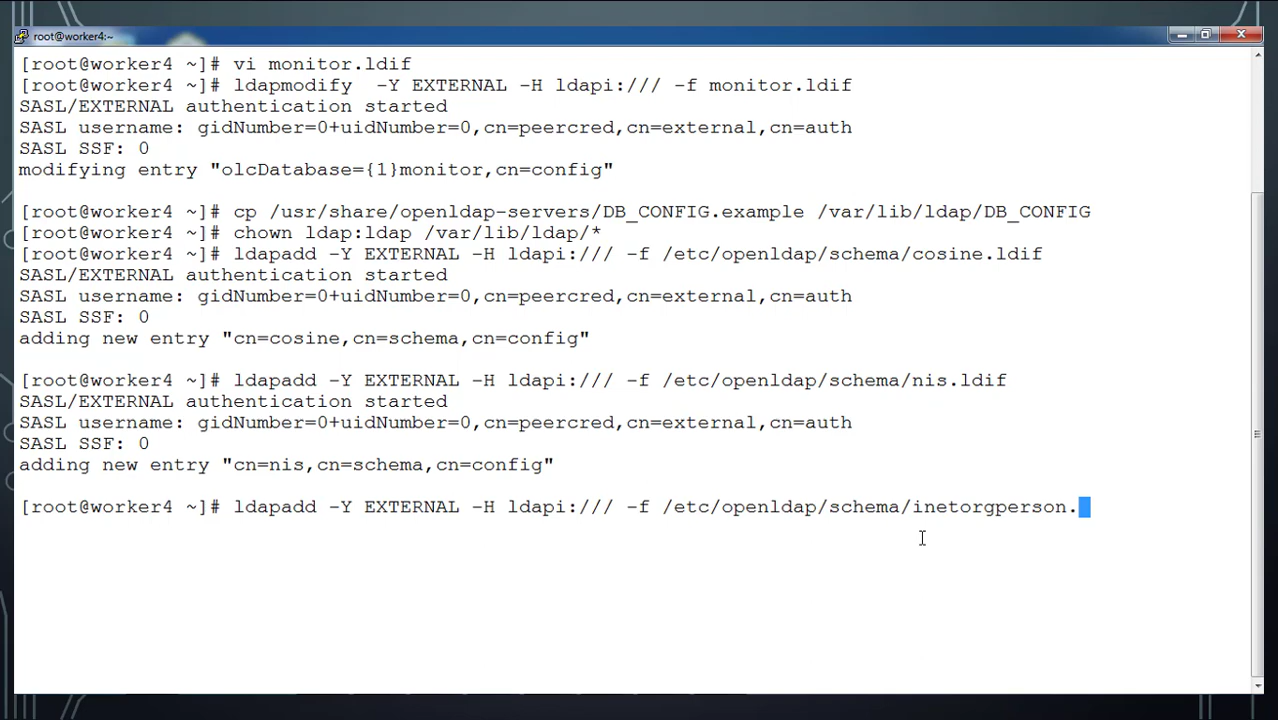 root@worker4:~
[root@worker4 ~]# vi monitor.ldif
[root@worker4 ~]# ldapmodify  -Y EXTERNAL -H ldapi:/// -f monitor.ldif
SASL/EXTERNAL authentication started
SASL username: gidNumber=0+uidNumber=0,cn=peercred,cn=external,cn=auth
SASL SSF: 0
modifying entry "olcDatabase={1}monitor,cn=config"
[root@worker4 ~]# cp /usr/share/openldap-servers/DB_CONFIG.example /var/lib/ldap/DB_CONFIG
[root@worker4 ~]# chown ldap:ldap /var/lib/ldap/*
[root@worker4 ~]# ldapadd -Y EXTERNAL -H ldapi:/// -f /etc/openldap/schema/cosine.ldif
SASL/EXTERNAL authentication started
SASL username: gidNumber=0+uidNumber=0,cn=peercred,cn=external,cn=auth
SASL SSF: 0
adding new entry "cn=cosine,cn=schema,cn=config"
[root@worker4 ~]# ldapadd -Y EXTERNAL -H ldapi:/// -f /etc/openldap/schema/nis.ldif
SASL/EXTERNAL authentication started
SASL username: gidNumber=0+uidNumber=0,cn=peercred,cn=external,cn=auth
SASL SSF: 0
adding new entry "cn=nis,cn=schema,cn=config"
[root@worker4 ~]# ldapadd -Y EXTERNAL -H ldapi:/// -f /etc/openldap/schema/inetorgperson.